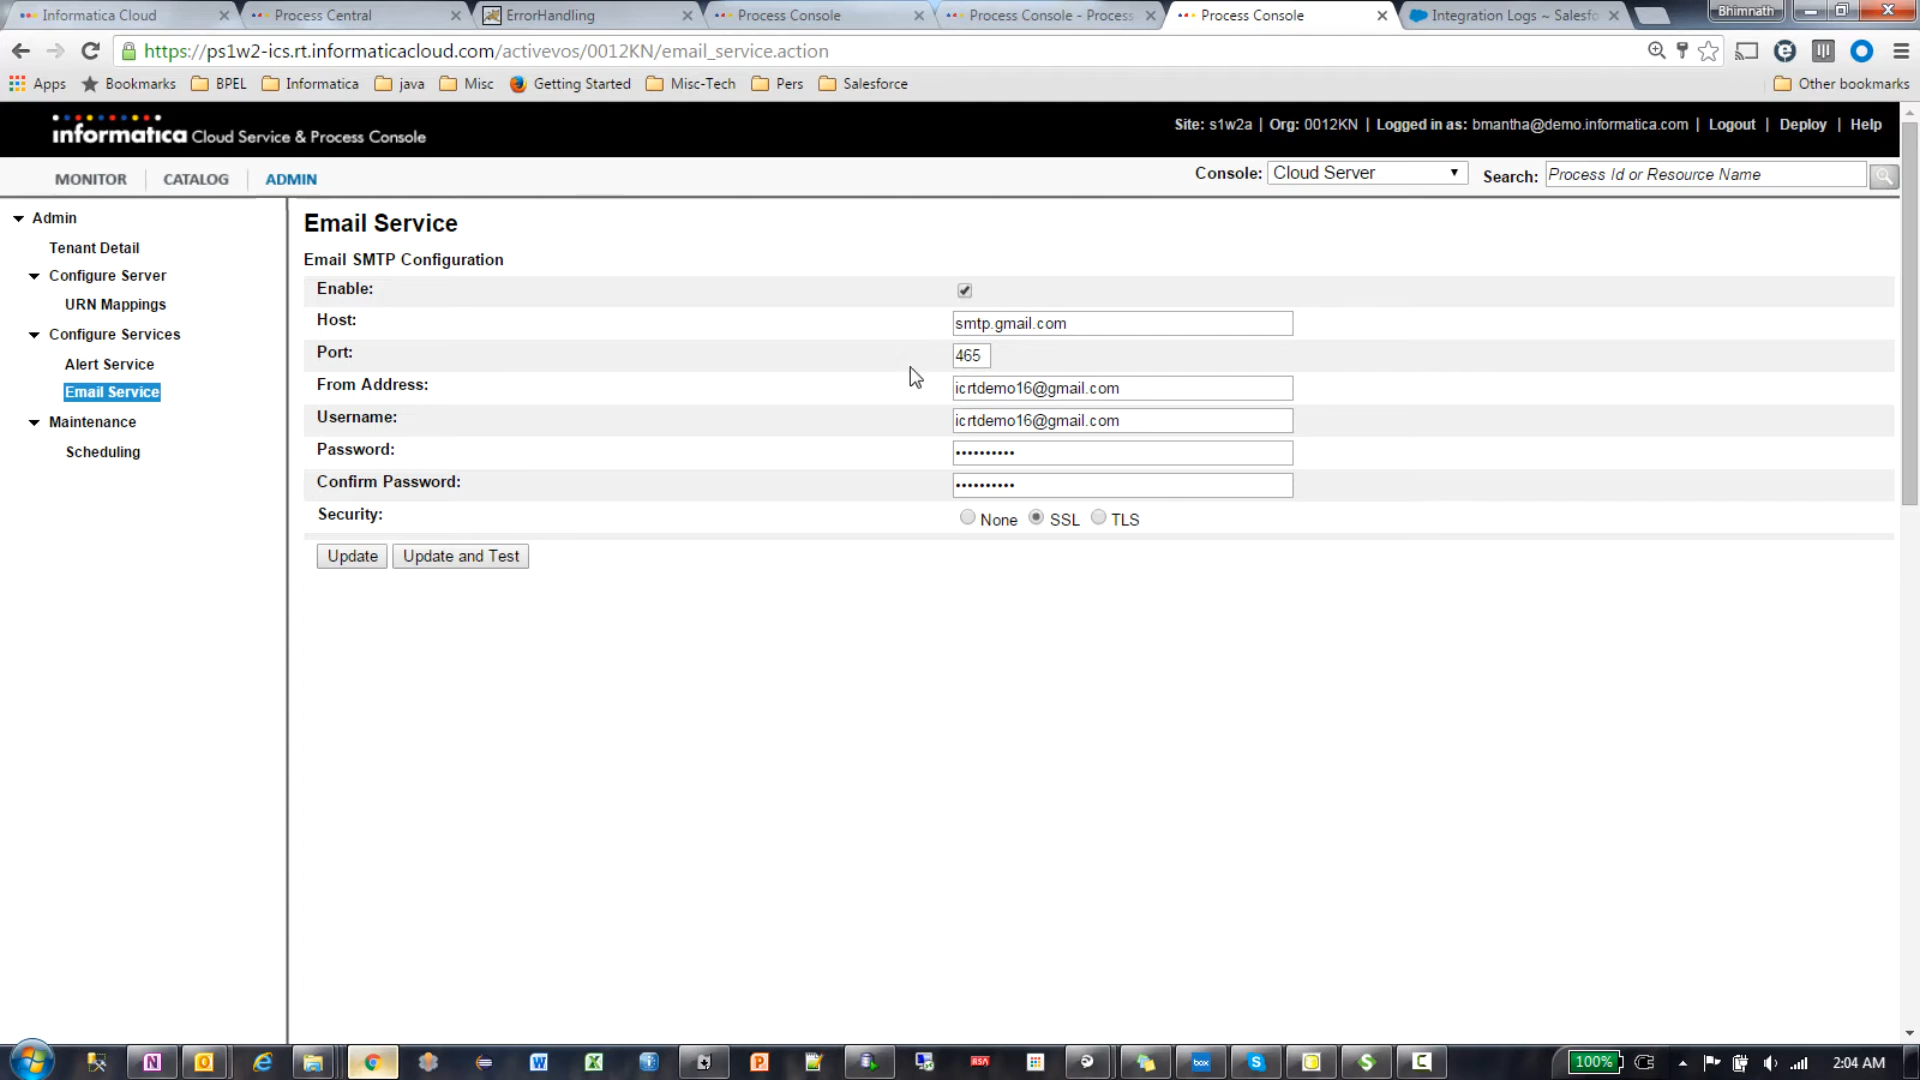 Informatica Cloud
Process Central
ErrorHandling
Process Console
Process Console - Process
Process Console
Integration Logs ~ Salesfo
Bhimnath
https://ps1w2-ics.rt.informaticacloud.com/activevos/0012KN/email_service.action
Apps
Bookmarks
BPEL
Informatica
java
Misc
Getting Started
Misc-Tech
Pers
Salesforce
Other bookmarks
informatica Cloud Service & Process Console
Site: s1w2a | Org: 0012KN | Logged in as: bmantha@demo.informatica.com | Logout | Deploy | Help
MONITOR
CATALOG
ADMIN
Console: Cloud Server
Search: Process Id or Resource Name
Admin
Tenant Detail
Configure Server
URN Mappings
Configure Services
Alert Service
Email Service
Maintenance
Scheduling
Email Service
Email SMTP Configuration
Enable:
Host: smtp.gmail.com
Port: 465
From Address: icrtdemo16@gmail.com
Username: icrtdemo16@gmail.com
Password: ••••••••••
Confirm Password: ••••••••••
Security: None SSL TLS
Update
Update and Test
RSA
box
100%
2:04 AM